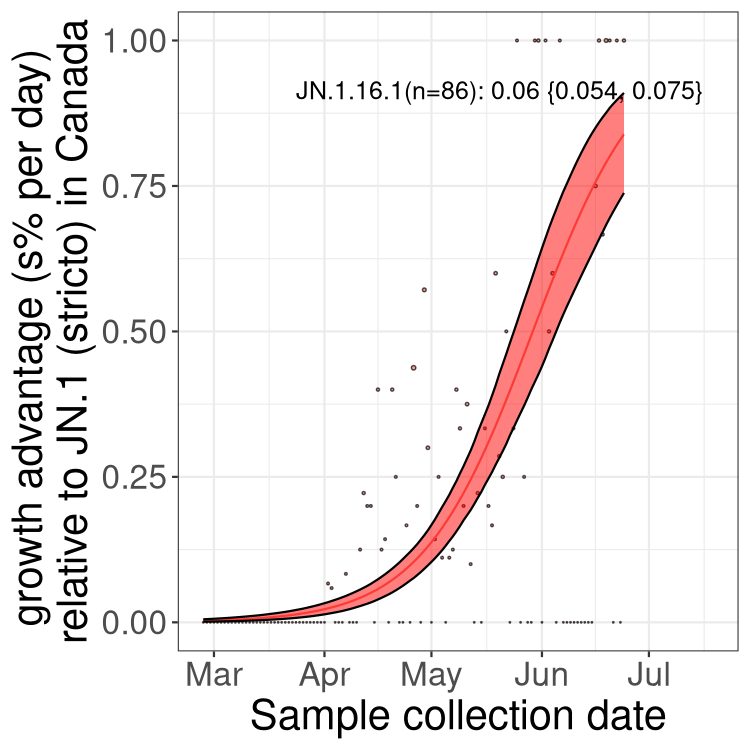 growth advantage (s% per day)
relative to JN.1 (stricto) in Canada
1.00
0.75
0.50
0.25
0.00
JN.1.16.1(n=86): 0.06 {0.054, 0.075}
Mar Apr May Jun Jul
Sample collection date